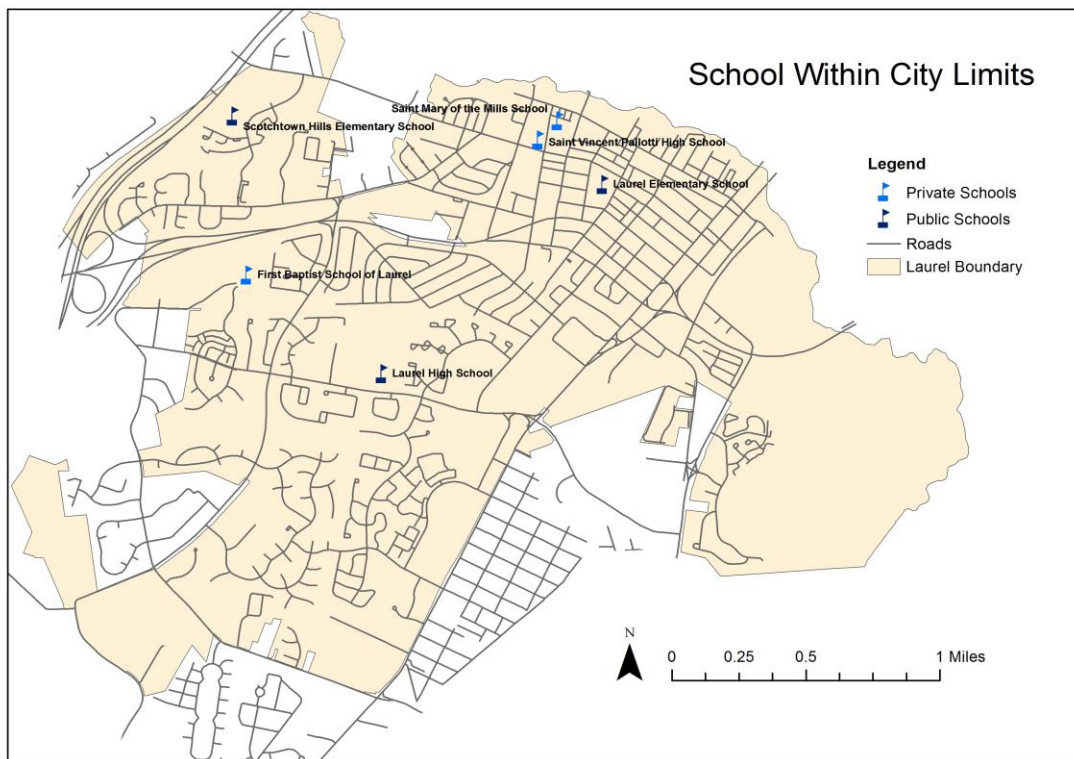 School Within City Limits
Saint Mary of the Mills School
Scotchtown Hills Elementary School
Saint Vincent Pallotti High School
Laurel Elementary School
First Baptist School of Laurel
Laurel High School
Legend
Private Schools
Public Schools
Roads
Laurel Boundary
N
0 0.25 0.5 1 Miles